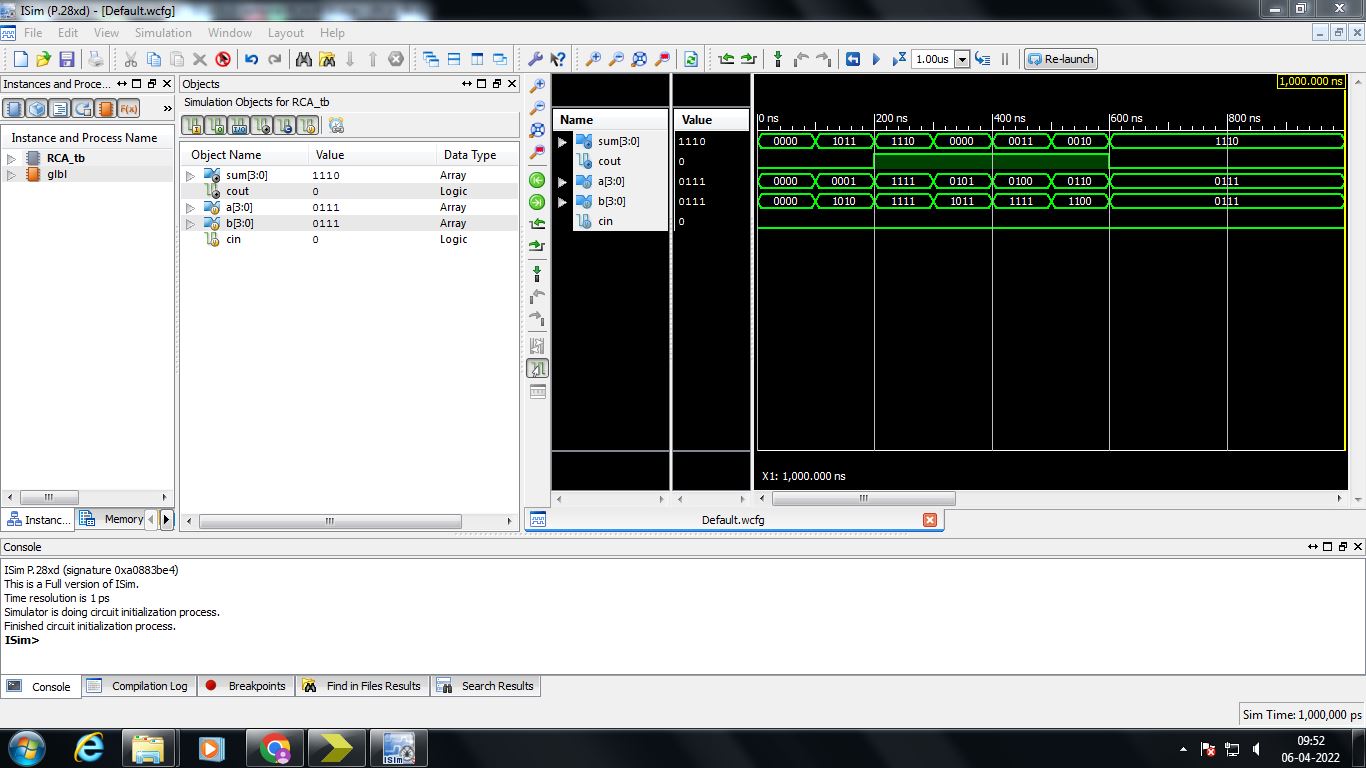 ISim (P.28xd) - [Default.wcfg]
File Edit View Simulation Window Layout Help
1.00us Re-launch
Instances and Proce...
F(x)
»
Instance and Process Name
RCA_tb
glbl
Instanc... Memory
Objects
Simulation Objects for RCA_tb
Object Name Value Data Type
sum[3:0] 1110 Array
cout 0 Logic
a[3:0] 0111 Array
b[3:0] 0111 Array
cin 0 Logic
Name Value
sum[3:0] 1110
cout 0
a[3:0] 0111
b[3:0] 0111
cin 0
1,000.000 ns
0 ns 200 ns 400 ns 600 ns 800 ns
0000 1011 1110 0000 0011 0010 1110
0000 0001 1111 0101 0100 0110 0111
0000 1010 1111 1011 1111 1100 0111
X1: 1,000.000 ns
Default.wcfg
Console
ISim P.28xd (signature 0xa0883be4)
This is a Full version of ISim.
Time resolution is 1 ps
Simulator is doing circuit initialization process.
Finished circuit initialization process.
ISim>
Console Compilation Log Breakpoints Find in Files Results Search Results
Sim Time: 1,000,000 ps
ISim
09:52
06-04-2022